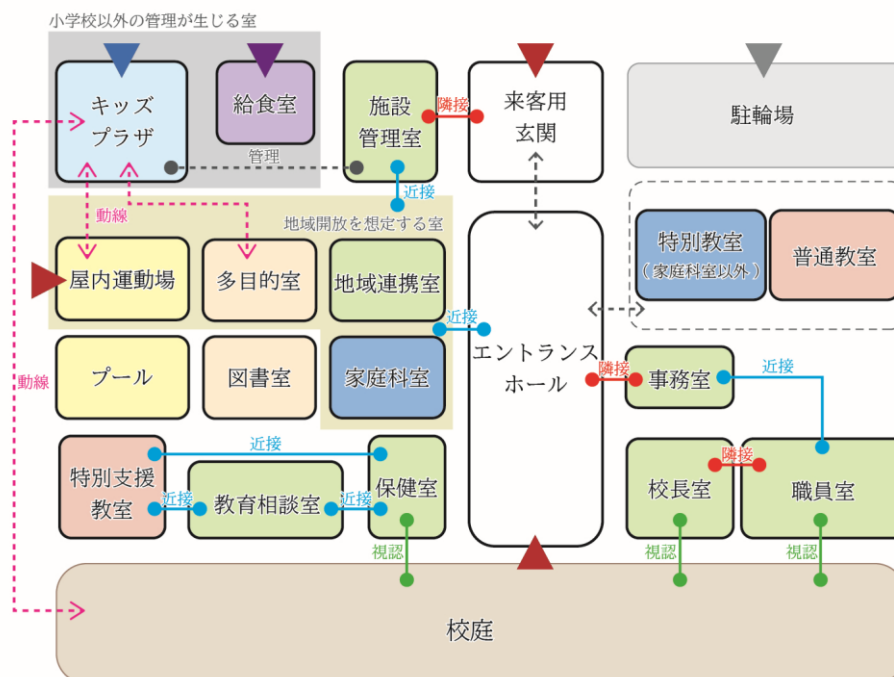 小学校以外の管理が生じる室
キッズ
プラザ
給食室
施設
管理室
隣接
来客用
玄関
駐輪場
管理
近接
動線
地域開放を想定する室
屋内運動場
多目的室
地域連携室
特別教室
(家庭科室以外)
普通教室
近接
エントランス
ホール
プール
図書室
家庭科室
動線
隣接
事務室
近接
特別支援
教室
近接
近接
教育相談室
近接
保健室
校長室
隣接
職員室
視認
視認
視認
校庭